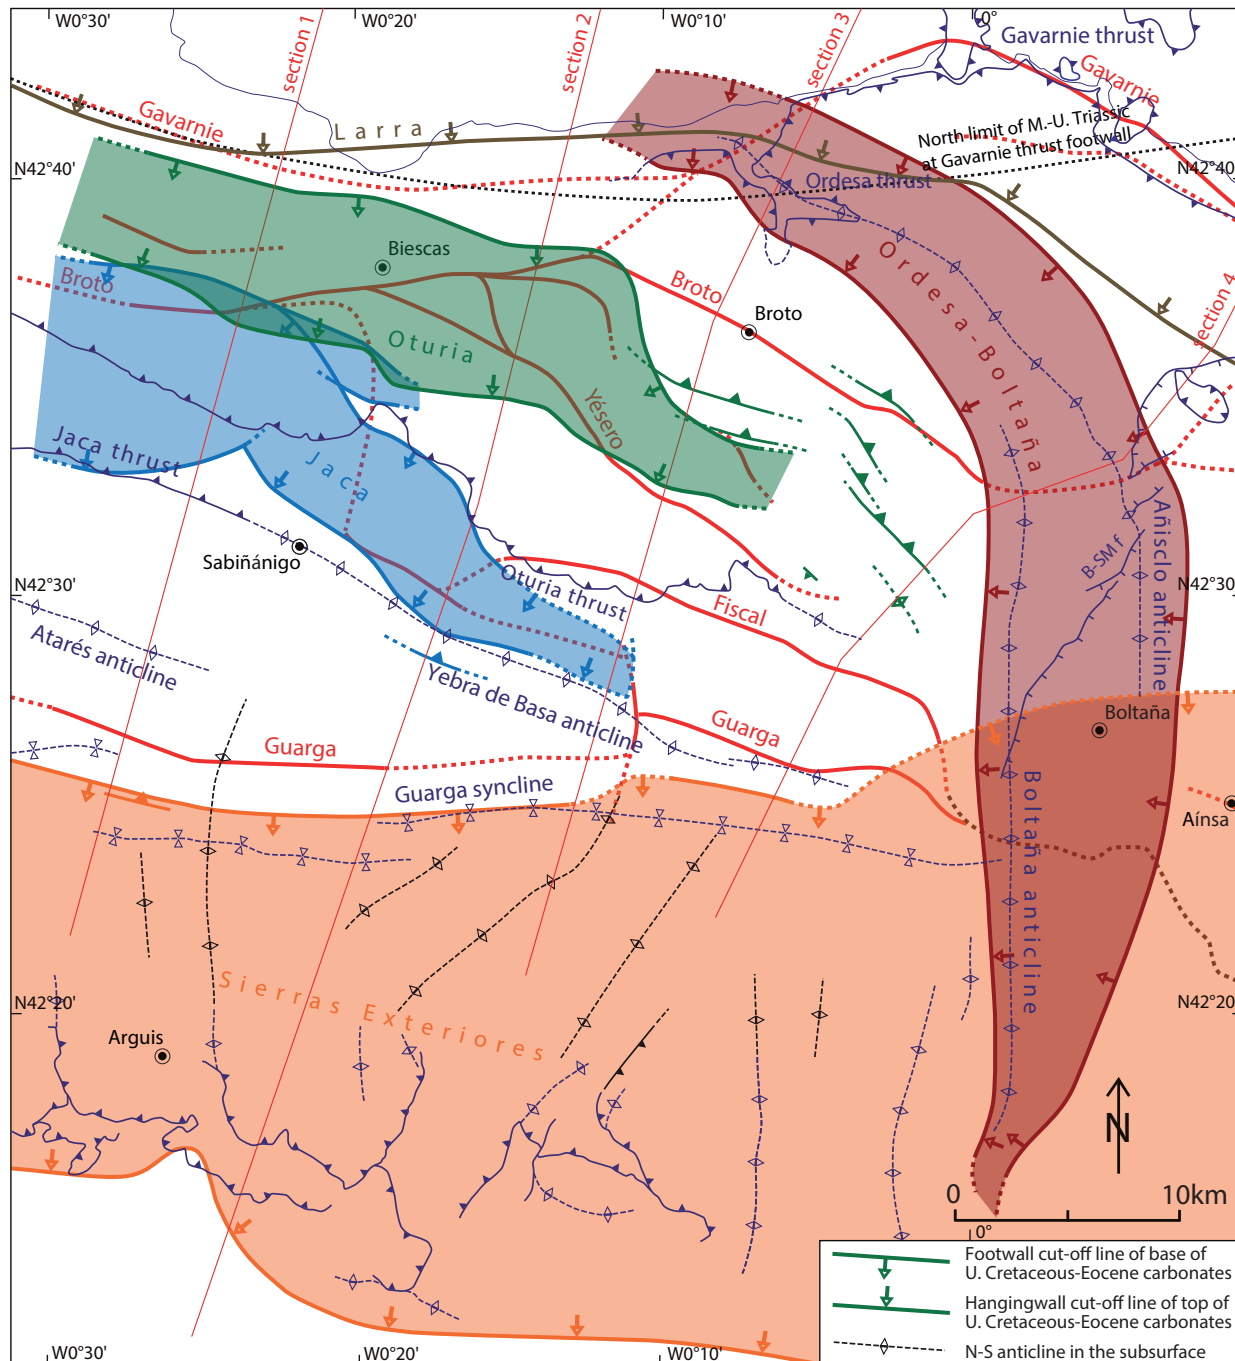 W0°30'
W0°20'
W0°10'
0°
section 1
section 2
section 3
Gavarnie thrust
Gavarnie
Gavarnie
Larra
North limit of M.-U. Triassic
at Gavarnie thrust footwall
N42°40'
N42°40'
Ordesa thrust
Biescas
Broto
Broto
Broto
Ordesa-Boltaña
section 4
Oturia
Yésero
Jaca thrust
Jaca
Añisclo anticline
B-SM f
Sabiñánigo
N42°30'
N42°30'
Oturia thrust
Fiscal
Atarés anticline
Yebra de Basa anticline
Boltaña
Guarga
Guarga
Guarga syncline
Boltaña anticline
Aínsa
Sierras Exteriores
N42°20'
N42°20'
Arguis
N
0
10km
0°
Footwall cut-off line of base of
U. Cretaceous-Eocene carbonates
Hangingwall cut-off line of top of
U. Cretaceous-Eocene carbonates
N-S anticline in the subsurface
W0°30'
W0°20'
W0°10'